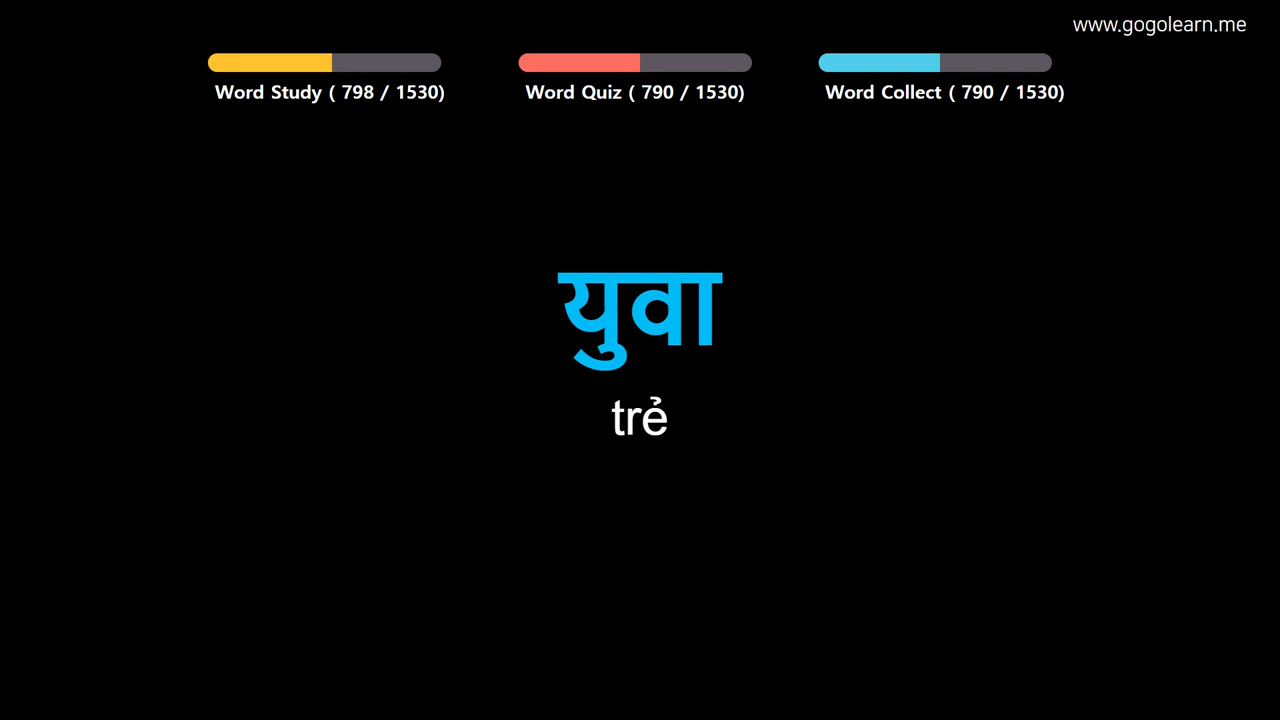 www.gogolearn.me
Word Study ( 798 / 1530)
Word Quiz ( 790 / 1530)
Word Collect ( 790 / 1530)
युवा
trẻ